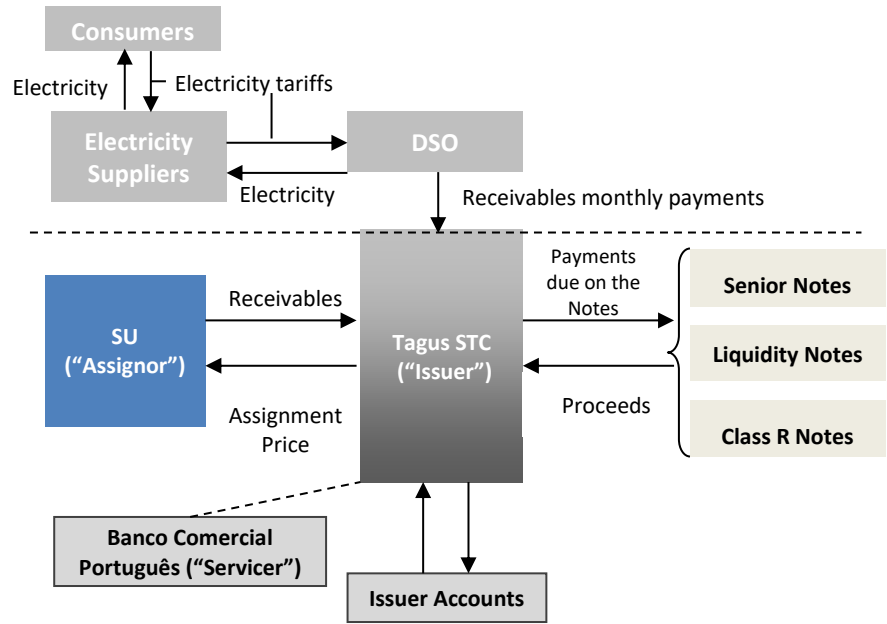 Consumers
Electricity
Electricity tariffs
Electricity
Suppliers
DSO
Electricity
Receivables monthly payments
SU
(“Assignor”)
Receivables
Assignment
Price
Tagus STC
(“Issuer”)
Payments
due on the
Notes
Proceeds
Senior Notes
Liquidity Notes
Class R Notes
Banco Comercial
Português (“Servicer”)
Issuer Accounts